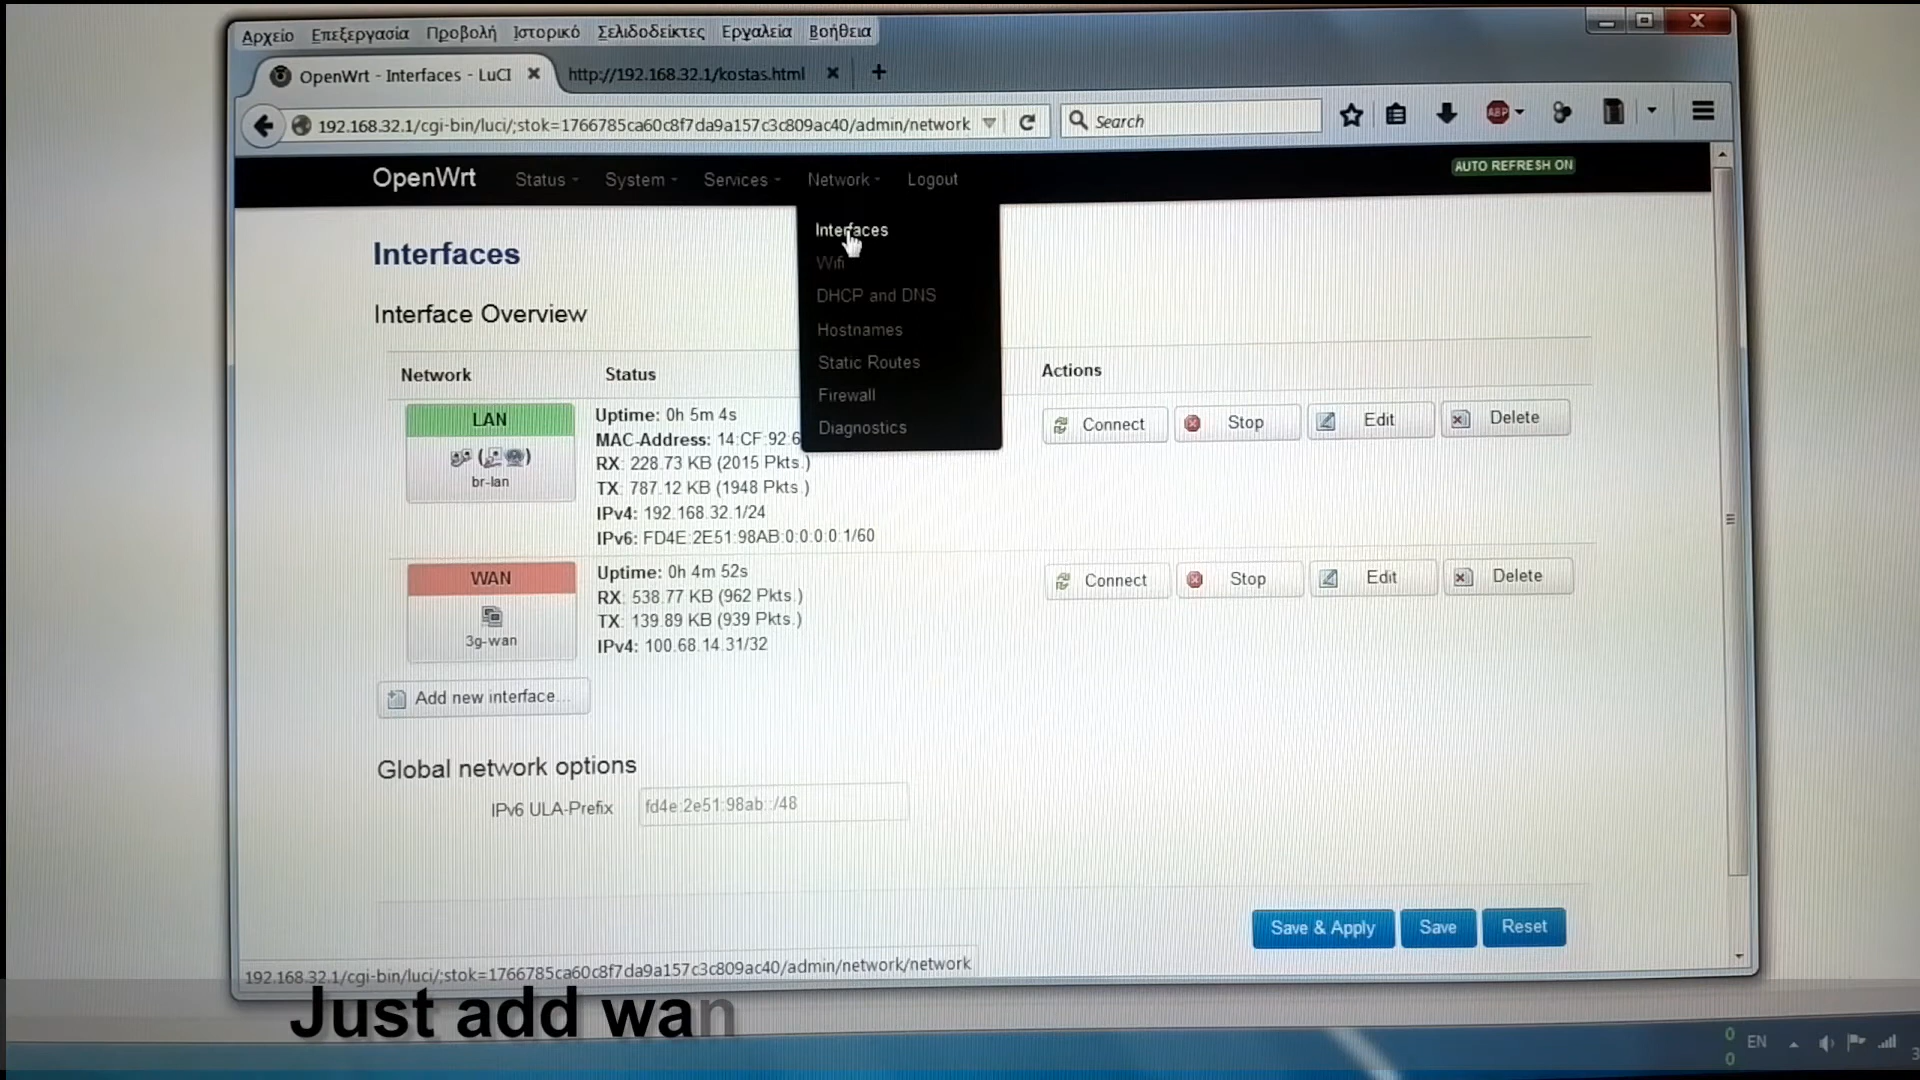 Αρχείο Επεξεργασία Προβολή Ιστορικό Σελιδοδείκτες Εργαλεία Βοήθεια
OpenWrt - Interfaces - LuCI
http://192.168.32.1/kostas.html
192.168.32.1/cgi-bin/luci/;stok=1766785ca60c8f7da9a157c3c809ac40/admin/network
Search
ABP
OpenWrt Status System Services Network Logout
AUTO REFRESH ON
Interfaces
Wifi
DHCP and DNS
Hostnames
Static Routes
Firewall
Diagnostics
Interfaces
Interface Overview
Network Status Actions
LAN
br-lan
Uptime: 0h 5m 4s
MAC-Address: 14:CF:92:6
RX: 228.73 KB (2015 Pkts.)
TX: 787.12 KB (1948 Pkts.)
IPv4: 192.168.32.1/24
IPv6: FD4E:2E51:98AB:0:0:0:0:1/60
Connect Stop Edit Delete
WAN
3g-wan
Uptime: 0h 4m 52s
RX: 538.77 KB (962 Pkts.)
TX: 139.89 KB (939 Pkts.)
IPv4: 100.68.14.31/32
Connect Stop Edit Delete
Add new interface...
Global network options
IPv6 ULA-Prefix fd4e:2e51:98ab::/48
Save & Apply Save Reset
192.168.32.1/cgi-bin/luci/;stok=1766785ca60c8f7da9a157c3c809ac40/admin/network/network
Just add wan
0
0
EN
3